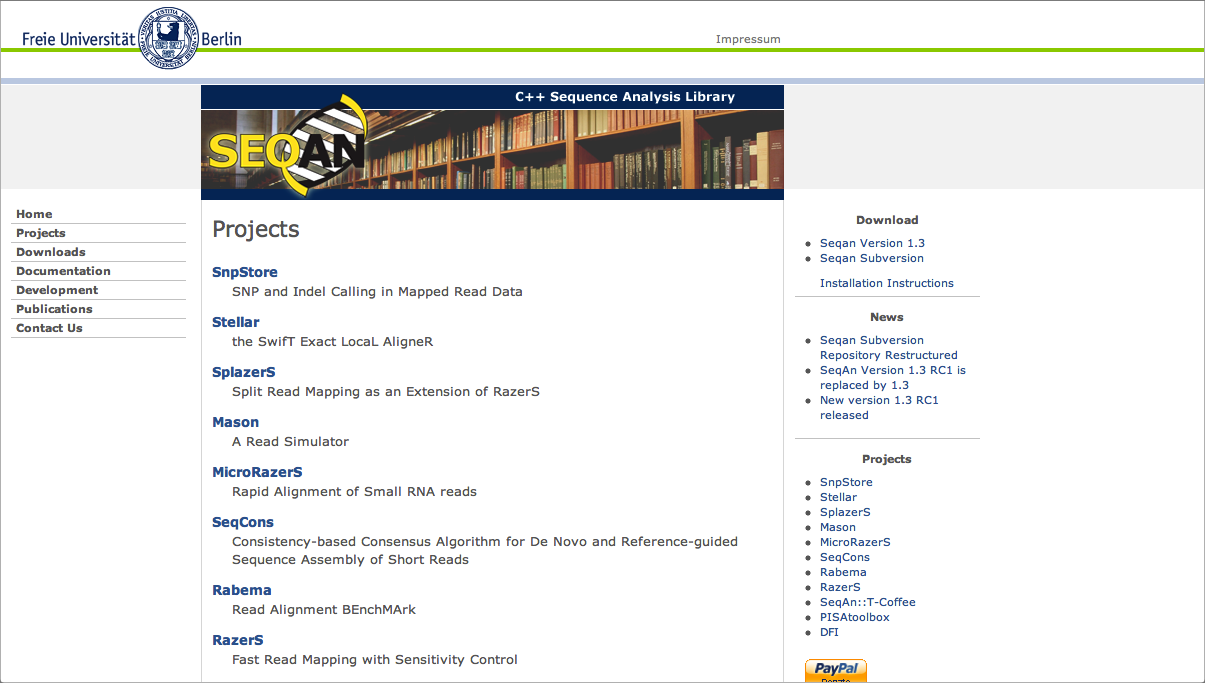 Freie Universität Berlin
Impressum
C++ Sequence Analysis Library
SEQAN
Home
Projects
Downloads
Documentation
Development
Publications
Contact Us
Projects
SnpStore
SNP and Indel Calling in Mapped Read Data
Stellar
the SwifT Exact LocaL AligneR
SplazerS
Split Read Mapping as an Extension of RazerS
Mason
A Read Simulator
MicroRazerS
Rapid Alignment of Small RNA reads
SeqCons
Consistency-based Consensus Algorithm for De Novo and Reference-guided
Sequence Assembly of Short Reads
Rabema
Read Alignment BEnchMArk
RazerS
Fast Read Mapping with Sensitivity Control
Download
Seqan Version 1.3
Seqan Subversion
Installation Instructions
News
Seqan Subversion
Repository Restructured
SeqAn Version 1.3 RC1 is
replaced by 1.3
New version 1.3 RC1
released
Projects
SnpStore
Stellar
SplazerS
Mason
MicroRazerS
SeqCons
Rabema
RazerS
SeqAn::T-Coffee
PISAtoolbox
DFI
PayPal